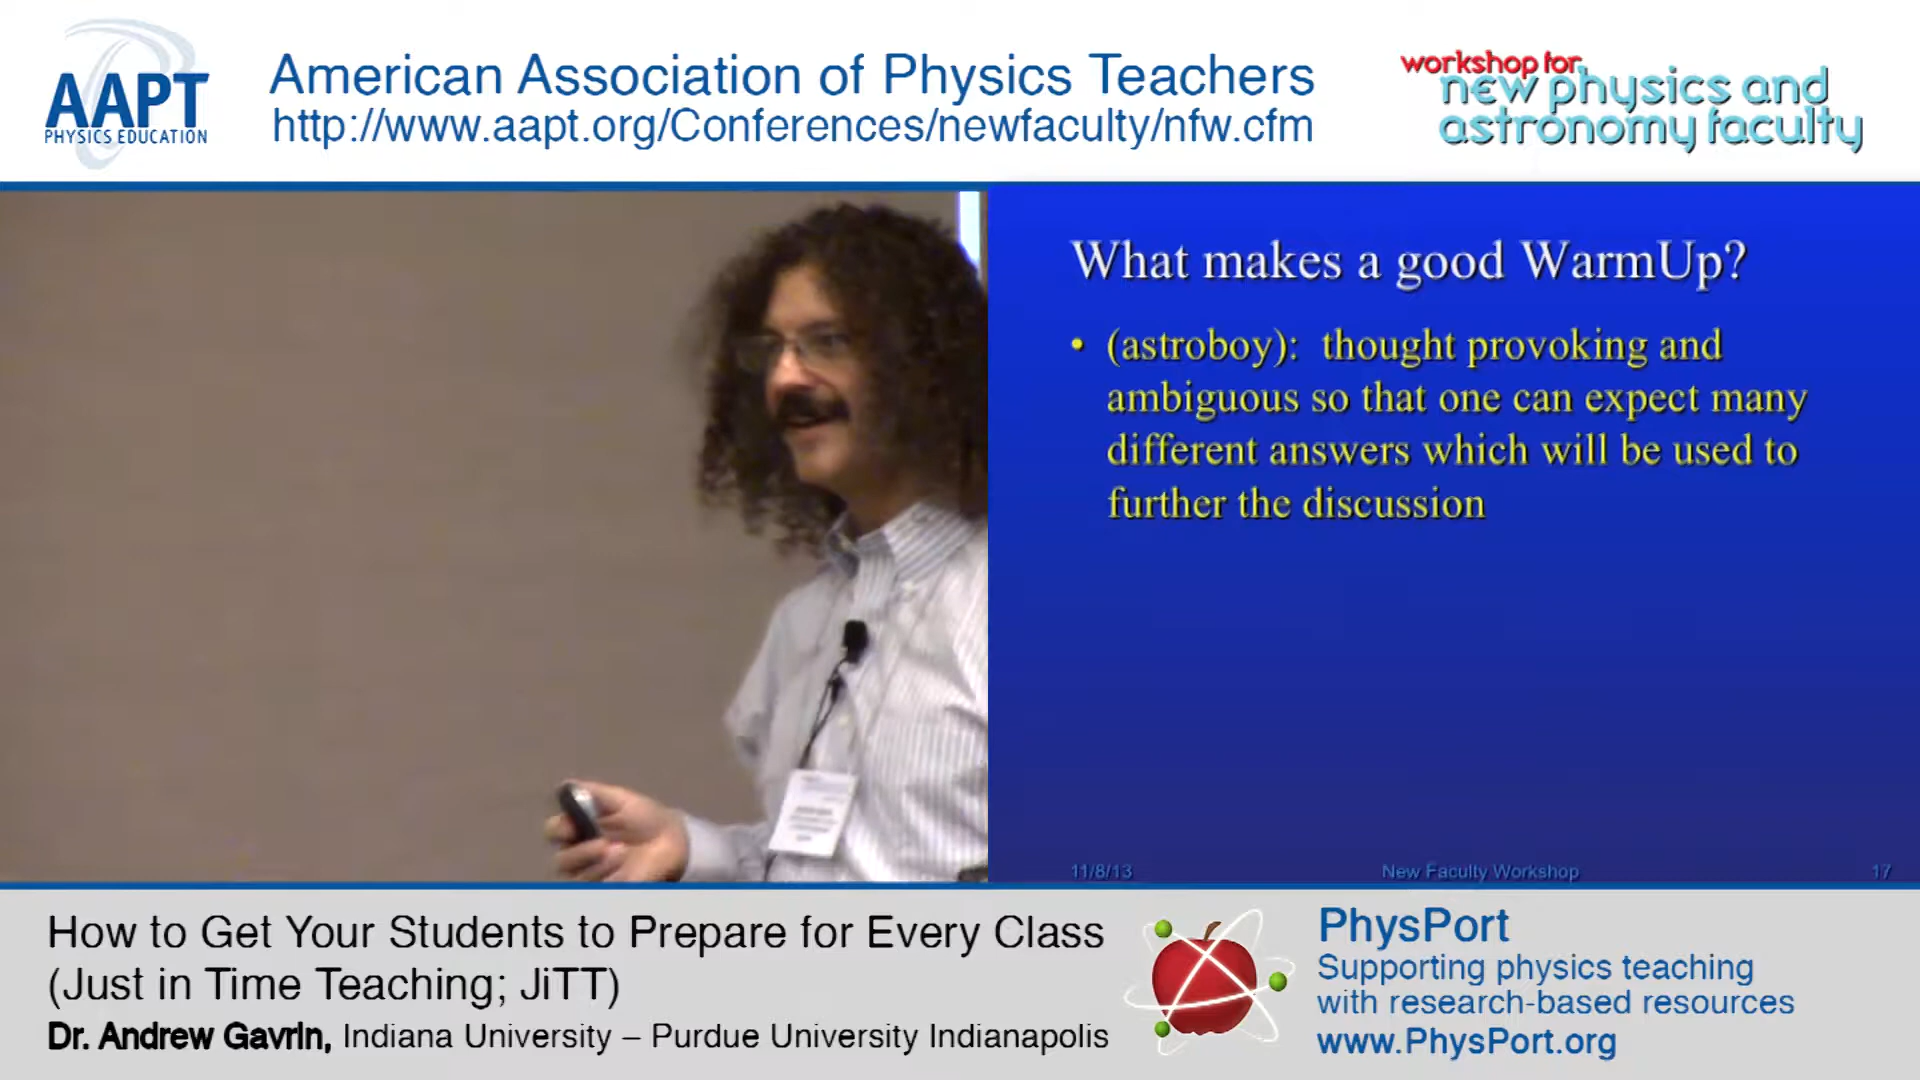 AAPT
PHYSICS EDUCATION
American Association of Physics Teachers
http://www.aapt.org/Conferences/newfaculty/nfw.cfm
workshop for
new physics and
astronomy faculty
What makes a good WarmUp?
• (astroboy): thought provoking and
ambiguous so that one can expect many
different answers which will be used to
further the discussion
11/8/13
New Faculty Workshop
17
How to Get Your Students to Prepare for Every Class
(Just in Time Teaching; JiTT)
Dr. Andrew Gavrin, Indiana University – Purdue University Indianapolis
PhysPort
Supporting physics teaching
with research-based resources
www.PhysPort.org